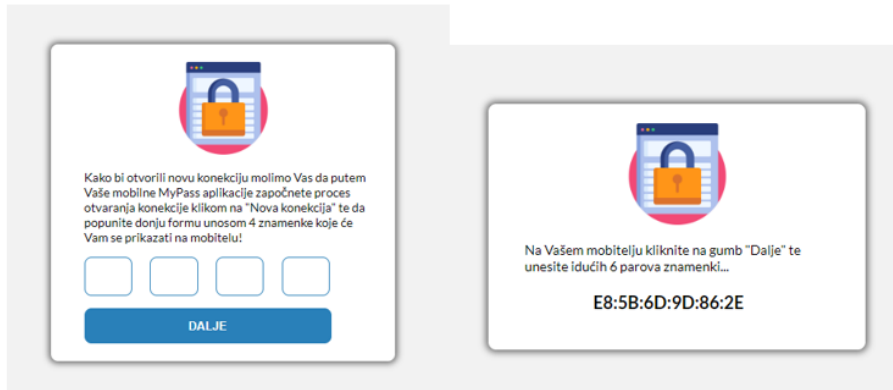 Kako bi otvorili novu konekciju molimo Vas da putem
Vaše mobilne MyPass aplikacije započnete proces
otvaranja konekcije klikom na "Nova konekcija" te da
popunite donju formu unosom 4 znamenke koje će
Vam se prikazati na mobitelu!
DALJE
Na Vašem mobitelju kliknite na gumb "Dalje" te
unesite idućih 6 parova znamenki...
E8:5B:6D:9D:86:2E